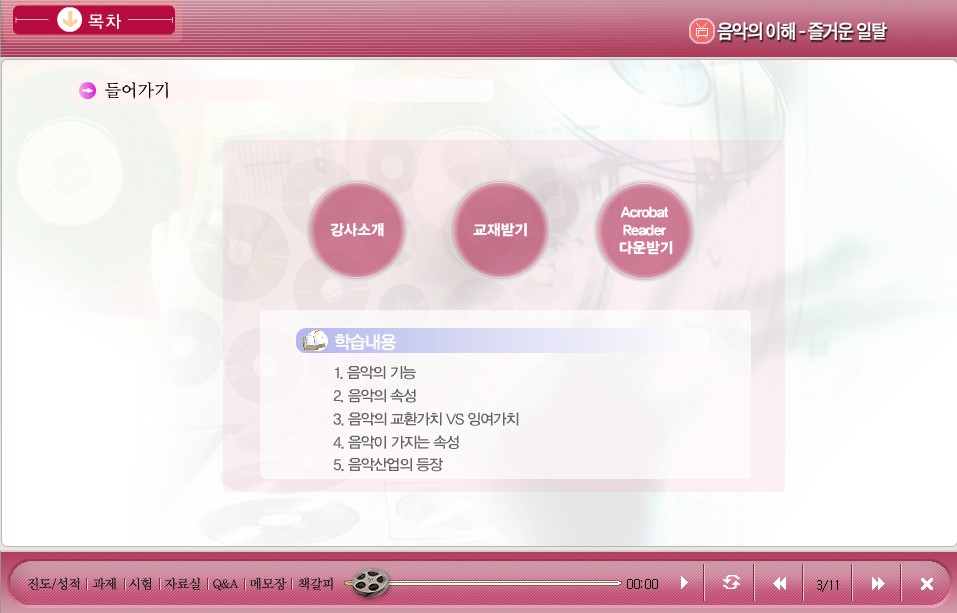 목차
음악의 이해 - 즐거운 일탈
들어가기
강사소개
교재받기
Acrobat
Reader
다운받기
학습내용
1. 음악의 기능
2. 음악의 속성
3. 음악의 교환가치 VS 잉여가치
4. 음악이 가지는 속성
5. 음악산업의 등장
진도/성적 | 과제 | 시험 | 자료실 | Q&A | 메모장 | 책갈피 00:00 3/11